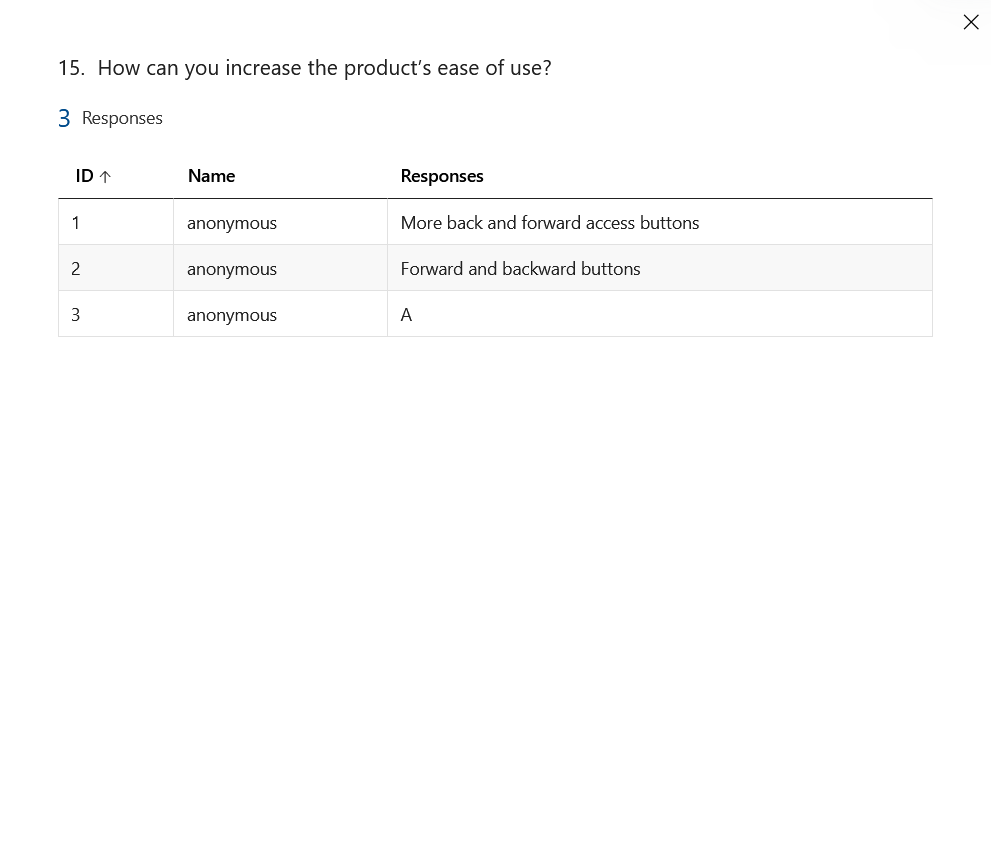 15. How can you increase the product's ease of use?
3 Responses
ID ↑ Name Responses
1 anonymous More back and forward access buttons
2 anonymous Forward and backward buttons
3 anonymous A